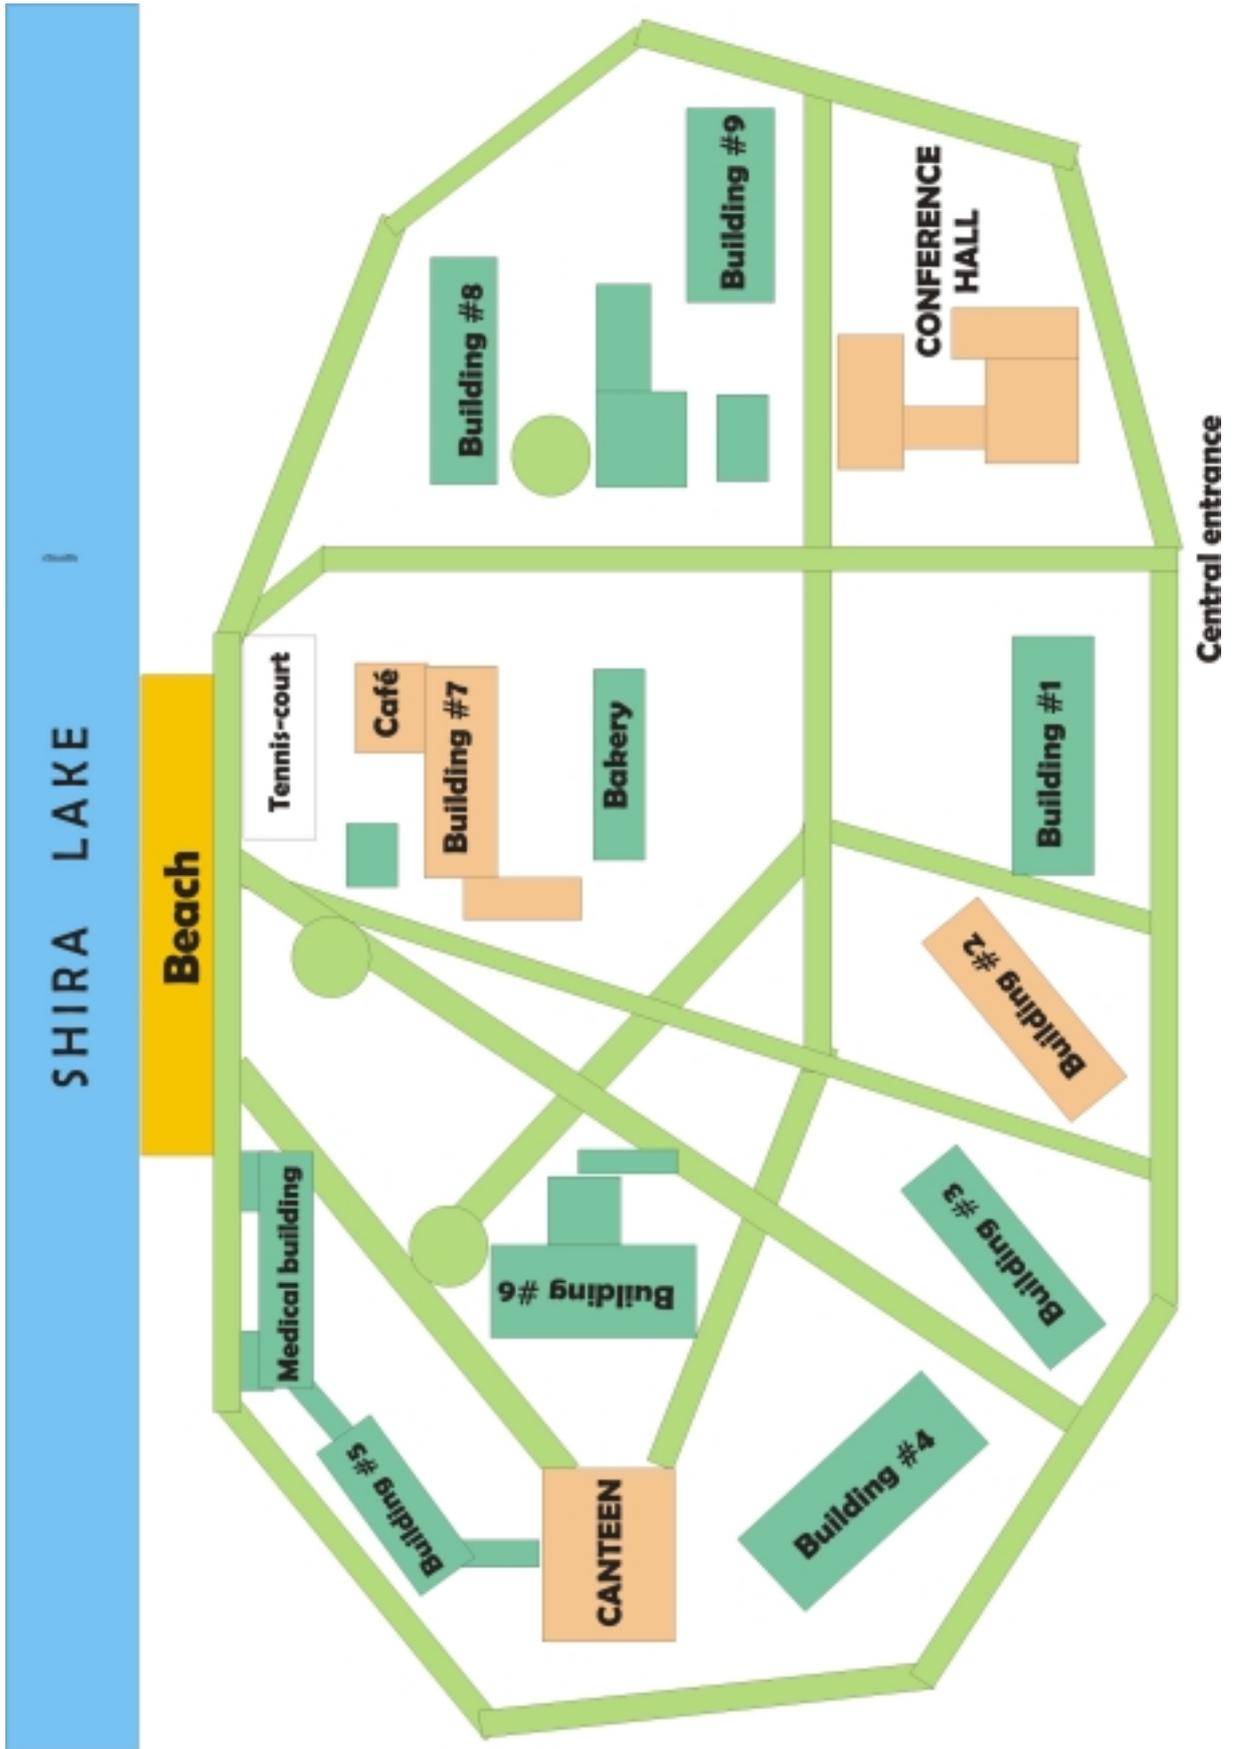 SHIRA LAKE
Beach
Medical building
Tennis-court
Building #5
Café
Building #7
Building #8
CANTEEN
Building #6
Bakery
Building #9
Building #4
CONFERENCE
HALL
Building #3
Building #2
Building #1
Central entrance